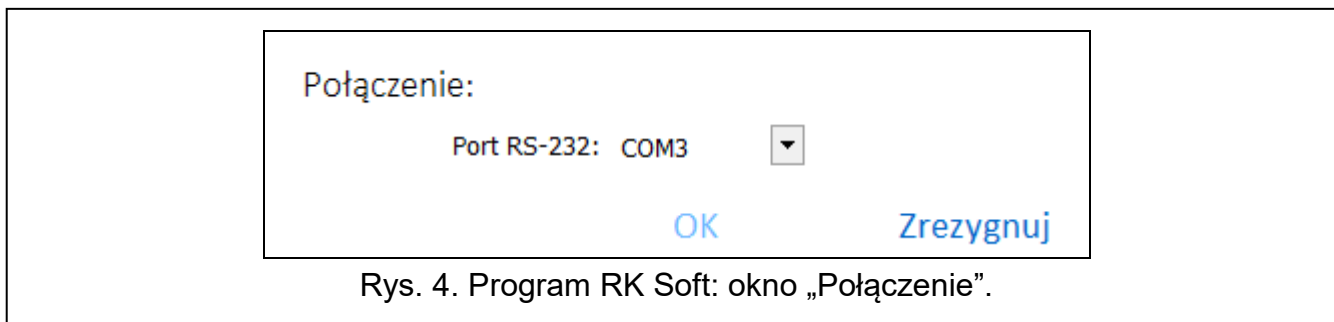 Połączenie:
Port RS-232: COM3
OK Zrezygnuj
Rys. 4. Program RK Soft: okno „Połączenie”.